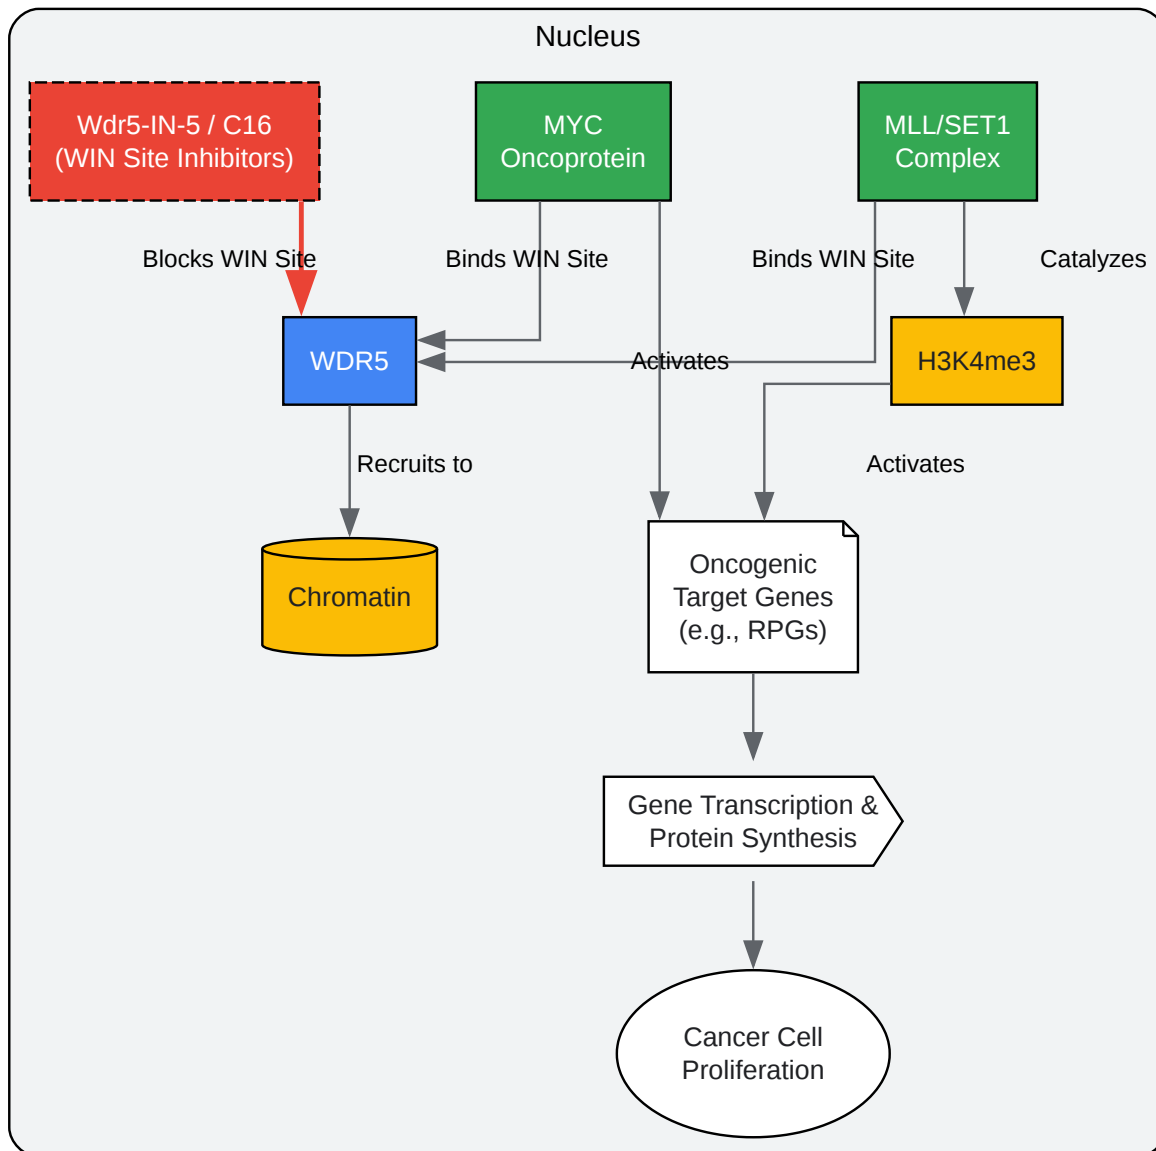 Nucleus
Wdr5-IN-5 / C16
(WIN Site Inhibitors)
MYC
Oncoprotein
MLL/SET1
Complex
Blocks WIN Site
Binds WIN Site
Binds WIN Site
Catalyzes
WDR5
Activates
H3K4me3
Recruits to
Activates
Chromatin
Oncogenic
Target Genes
(e.g., RPGs)
Gene Transcription &
Protein Synthesis
Cancer Cell
Proliferation